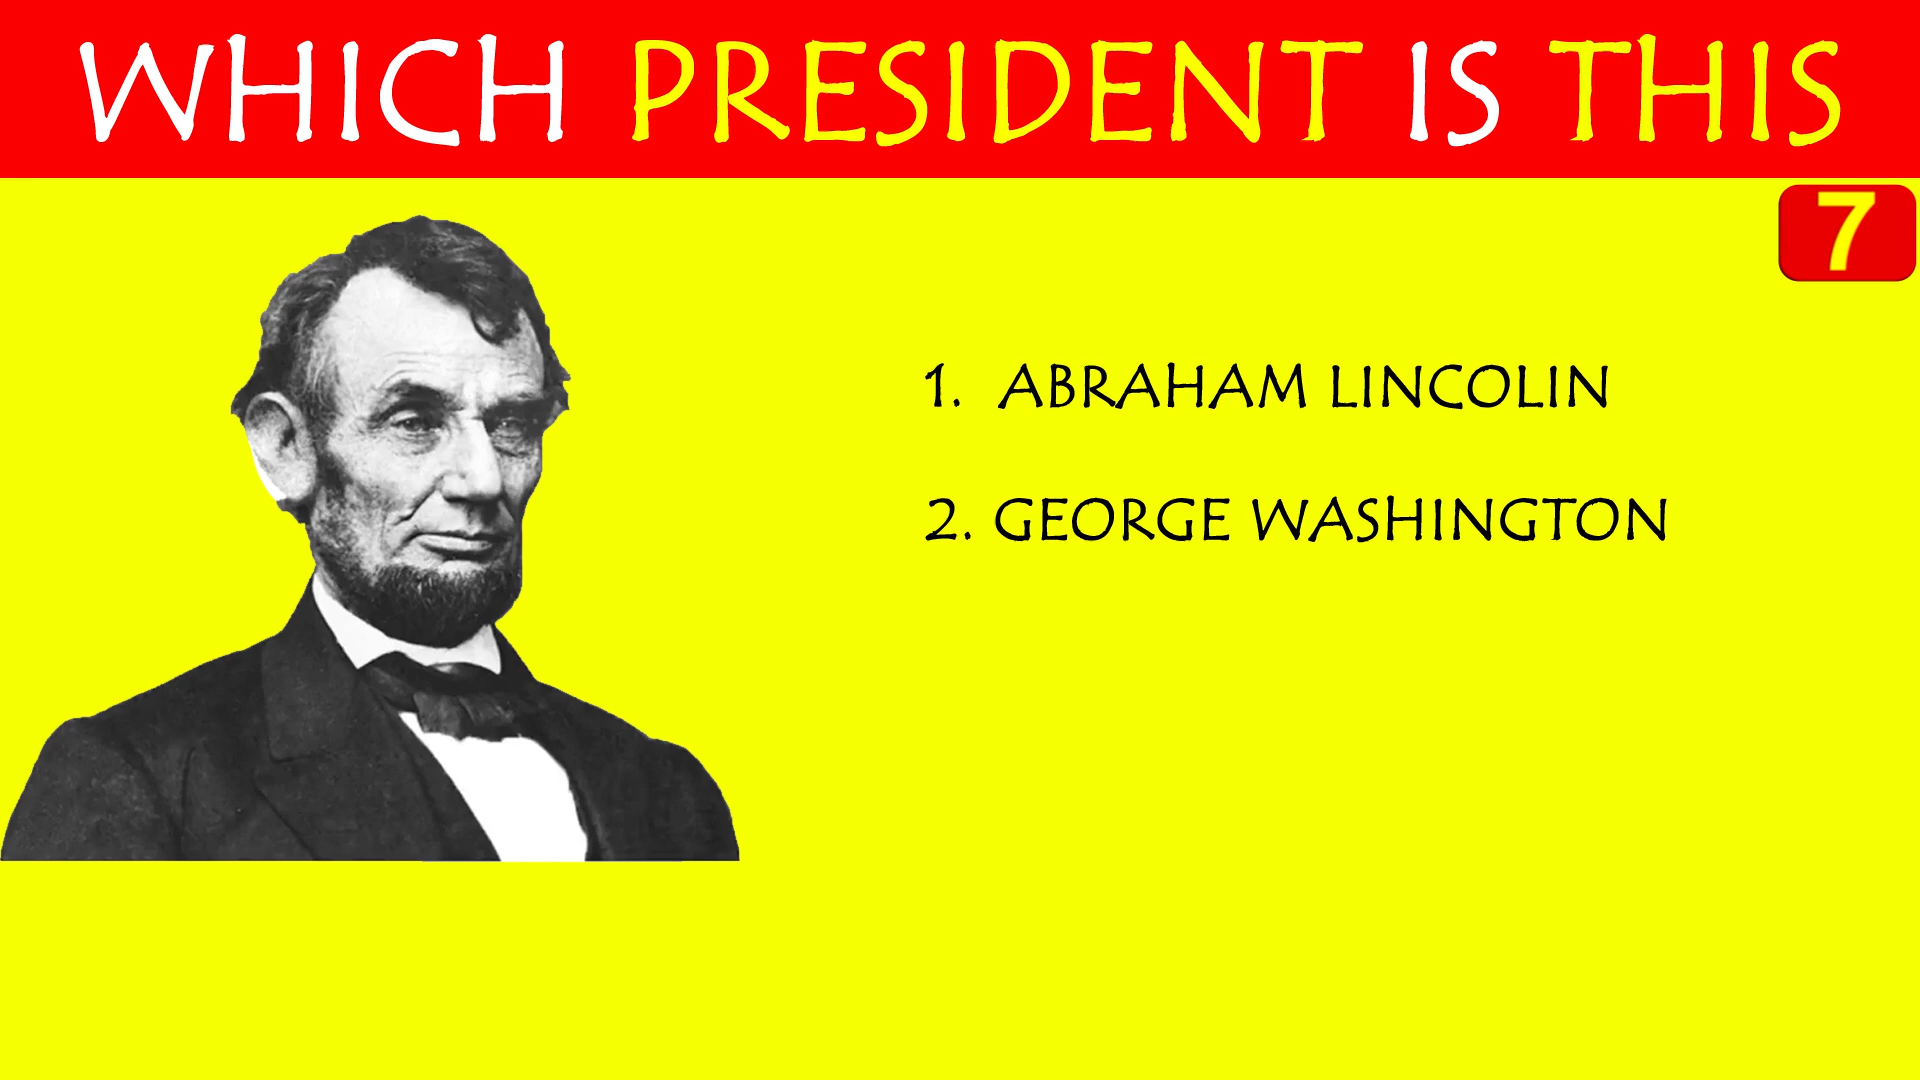 WHICH PRESIDENT IS THIS
7
1. ABRAHAM LINCOLIN
2. GEORGE WASHINGTON